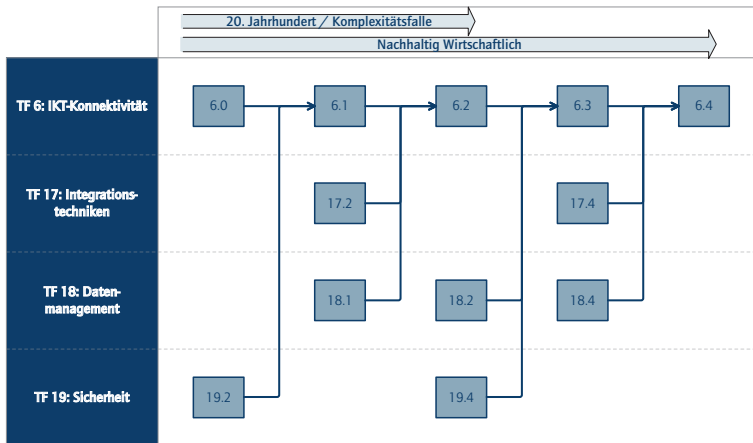 20. Jahrhundert / Komplexitätsfalle
Nachhaltig Wirtschaftlich
TF 6: IKT-Konnektivität
6.0
6.1
6.2
6.3
6.4
TF 17: Integrations-
techniken
17.2
17.4
TF 18: Daten-
management
18.1
18.2
18.4
TF 19: Sicherheit
19.2
19.4